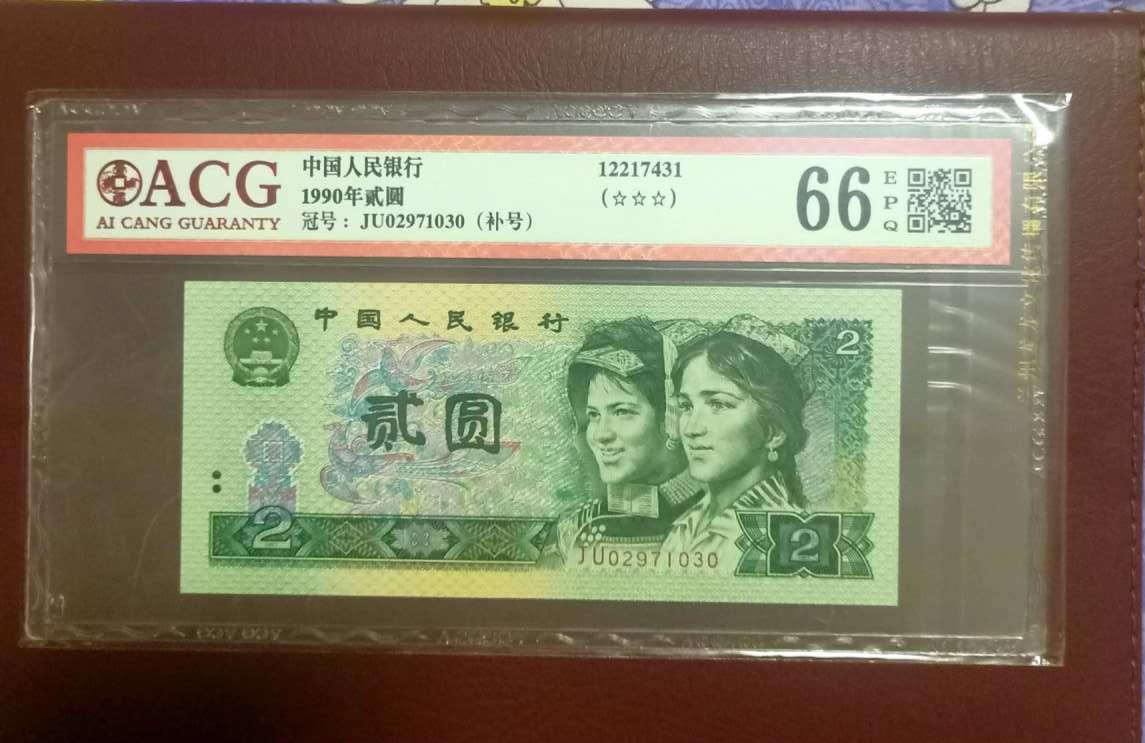 ACG
AI CANG GUARANTY
中国人民银行
1990年贰圆
冠号：JU02971030（补号）
12217431
(☆☆☆)
66
EPQ
中国人民银行
2
贰圆
2
JU02971030
2